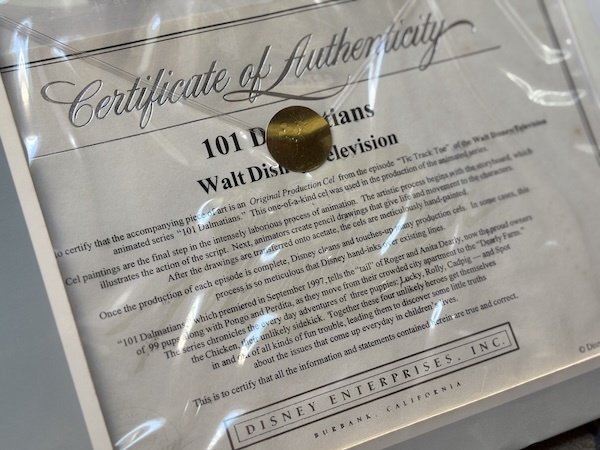 Certificate of Authenticity
101 D tians
Walt Disn elevision
o certify that the accompanying piece of art is an Original Production Cel from the episode "Tic Track Toe" of the Walt Disney Television
animated series "101 Dalmatians." This one-of-a-kind cel was used in the production of the animated series.
Cel paintings are the final step in the intensely laborious process of animation. The artistic process begins with the storyboard, which
illustrates the action of the script. Next, animators create pencil drawings that give life and movement to the characters.
After the drawings are transferred onto acetate, the cels are meticulously hand-painted.
Once the production of each episode is complete, Disney cleans and touches-up any production cels. In some cases, this
process is so meticulous that Disney hand-inks over existing lines.
"101 Dalmatians," which premiered in September 1997, tells the "tail" of Roger and Anita Dearly, now the proud owners
of 99 pups, along with Pongo and Perdita, as they move from their crowded city apartment to the "Dearly Farm."
The series chronicles the every day adventures of three puppies: Lucky, Rolly, Cadpig — and Spot
the Chicken, their unlikely sidekick. Together these four unlikely heroes get themselves
in and out of all kinds of fun trouble, leading them to discover some little truths
about the issues that come up everyday in children's lives.
This is to certify that all the information and statements contained herein are true and correct.
DISNEY ENTERPRISES, INC.
BURBANK, CALIFORNIA
© Disn